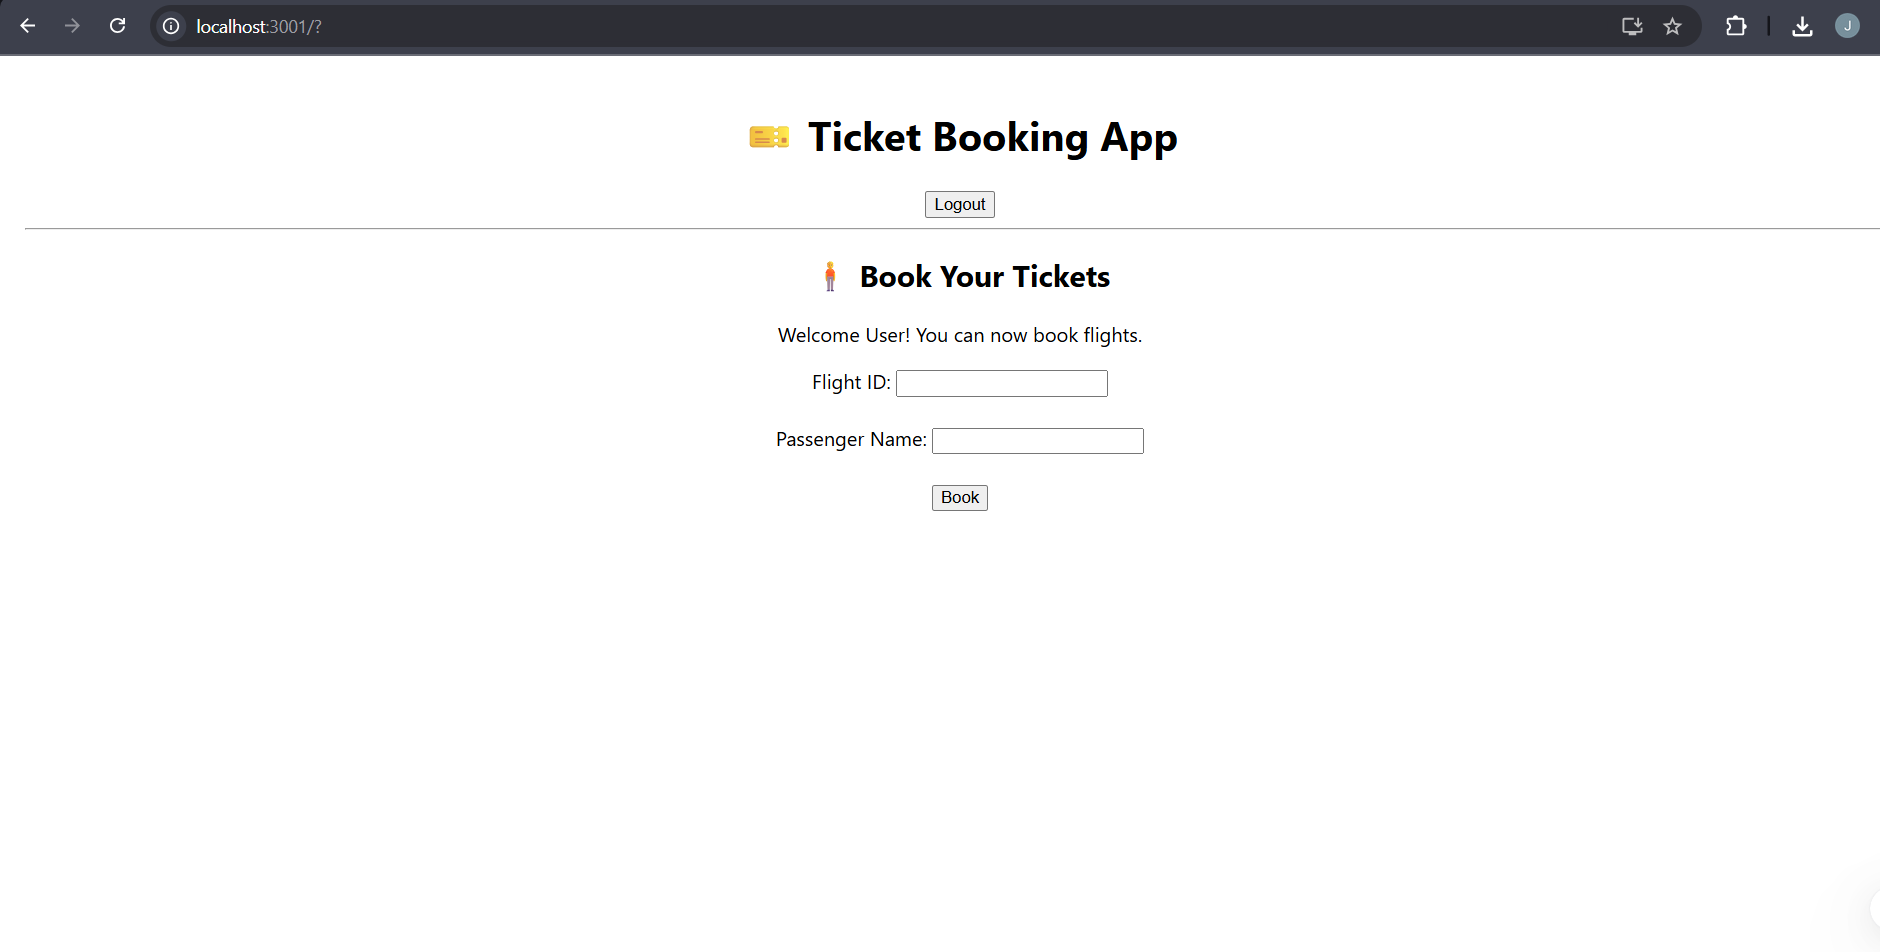 localhost:3001/?
J
🎫 Ticket Booking App
Logout
🧍 Book Your Tickets
Welcome User! You can now book flights.
Flight ID:
Passenger Name:
Book